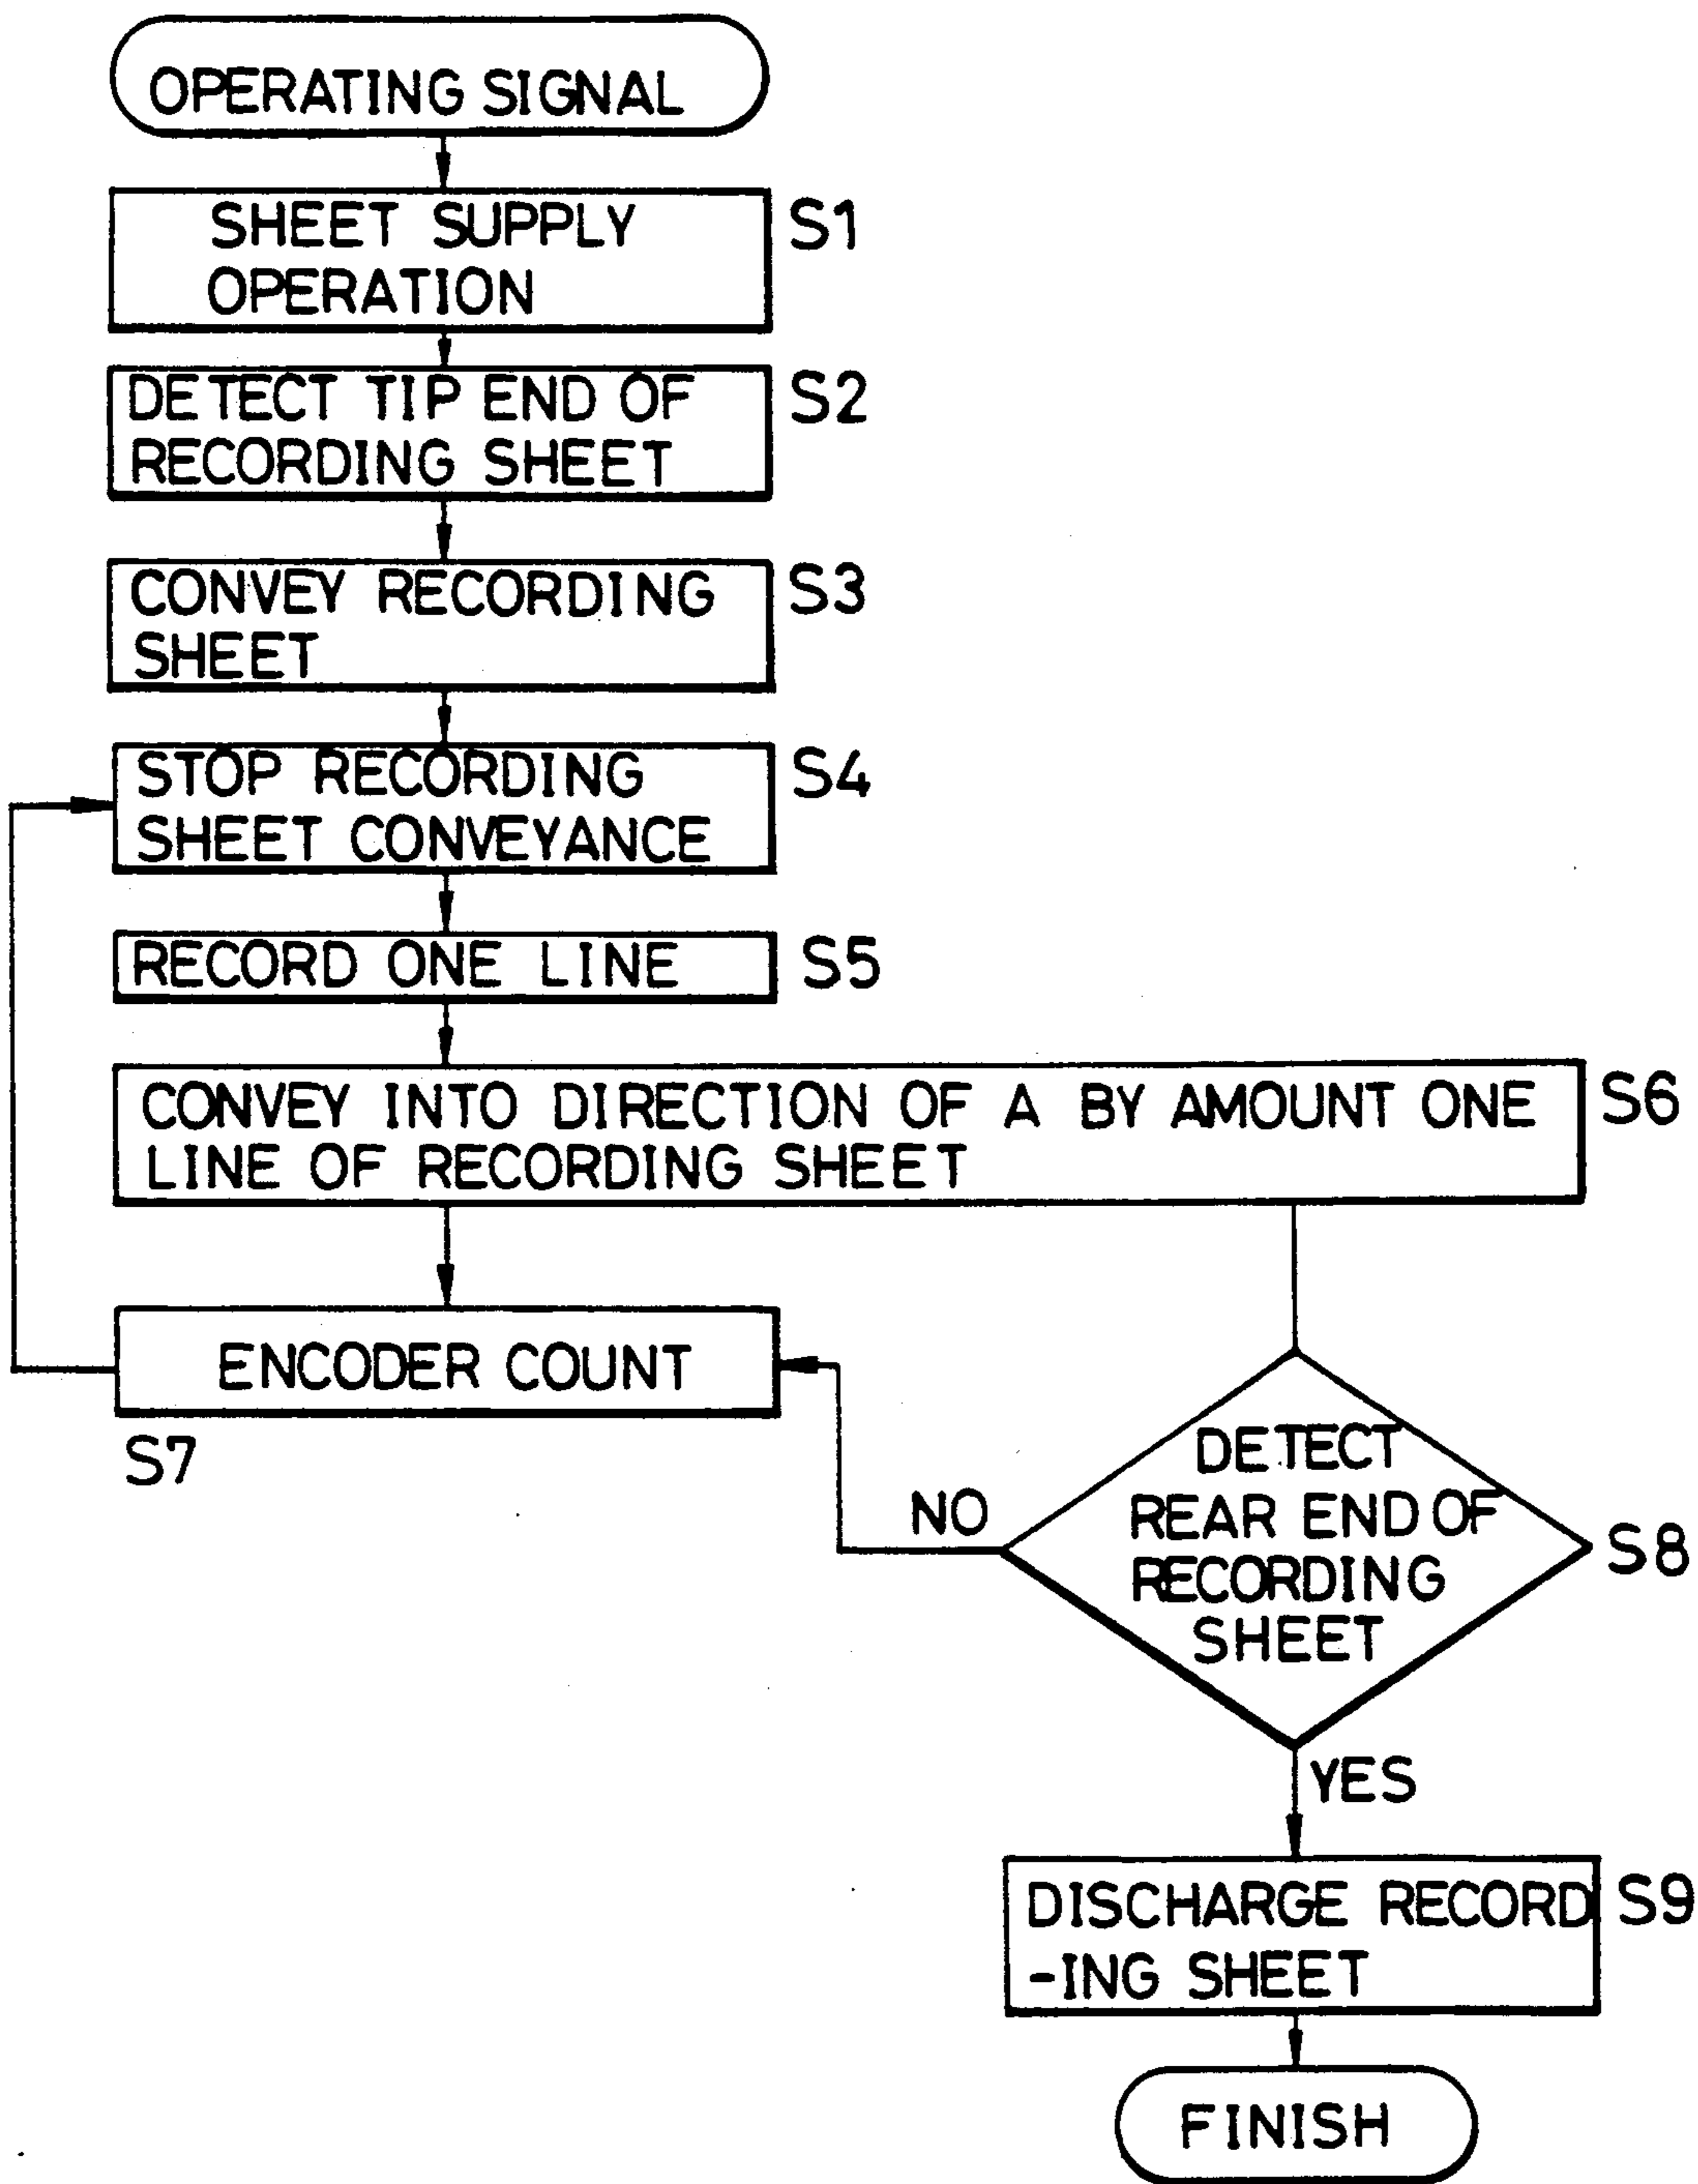 OPERATING SIGNAL
SHEET SUPPLY
OPERATION
S1
DETECT TIP END OF
RECORDING SHEET
S2
CONVEY RECORDING
SHEET
S3
STOP RECORDING
SHEET CONVEYANCE
S4
RECORD ONE LINE
S5
CONVEY INTO DIRECTION OF A BY AMOUNT ONE
LINE OF RECORDING SHEET
S6
ENCODER COUNT
S7
DETECT
REAR END OF
RECORDING
SHEET
S8
NO
YES
DISCHARGE RECORD
-ING SHEET
S9
FINISH